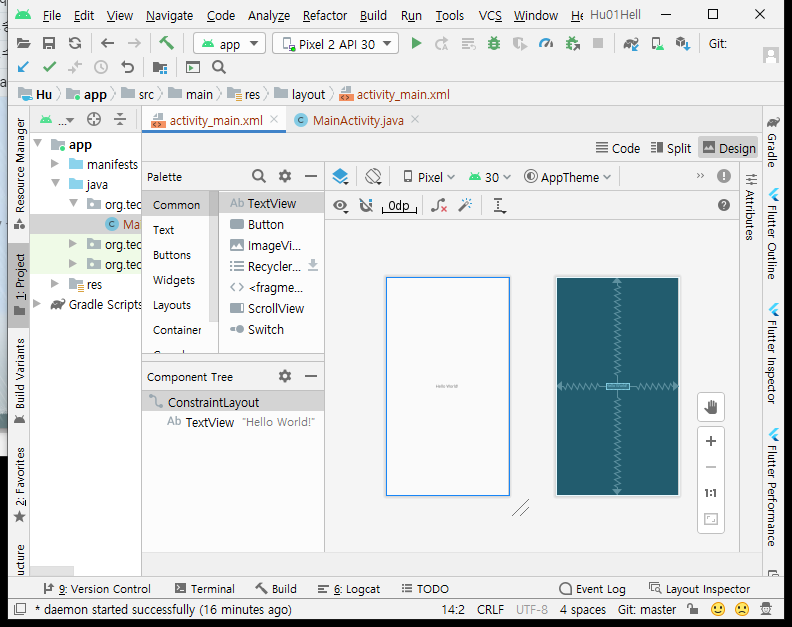 File Edit View Navigate Code Analyze Refactor Build Run Tools VCS Window He Hu01Hell
app Pixel 2 API 30 Git:
Hu app src main res layout activity_main.xml
... activity_main.xml MainActivity.java
Code Split Design
Resource Manager
1: Project
Build Variants
2: Favorites
ucture
app
manifests
java
org.tec
Ma
org.tec
org.tec
res
Gradle Scripts
Palette
Common
Text
Buttons
Widgets
Layouts
Container
Ab TextView
Button
ImageVi...
Recycler...
<fragme...
ScrollView
Switch
Component Tree
ConstraintLayout
Ab TextView "Hello World!"
Pixel 30 AppTheme
0dp
Hello World!
1:1
Attributes
Gradle
Flutter Outline
Flutter Inspector
Flutter Performance
9: Version Control Terminal Build 6: Logcat TODO Event Log Layout Inspector
* daemon started successfully (16 minutes ago) 14:2 CRLF UTF-8 4 spaces Git: master